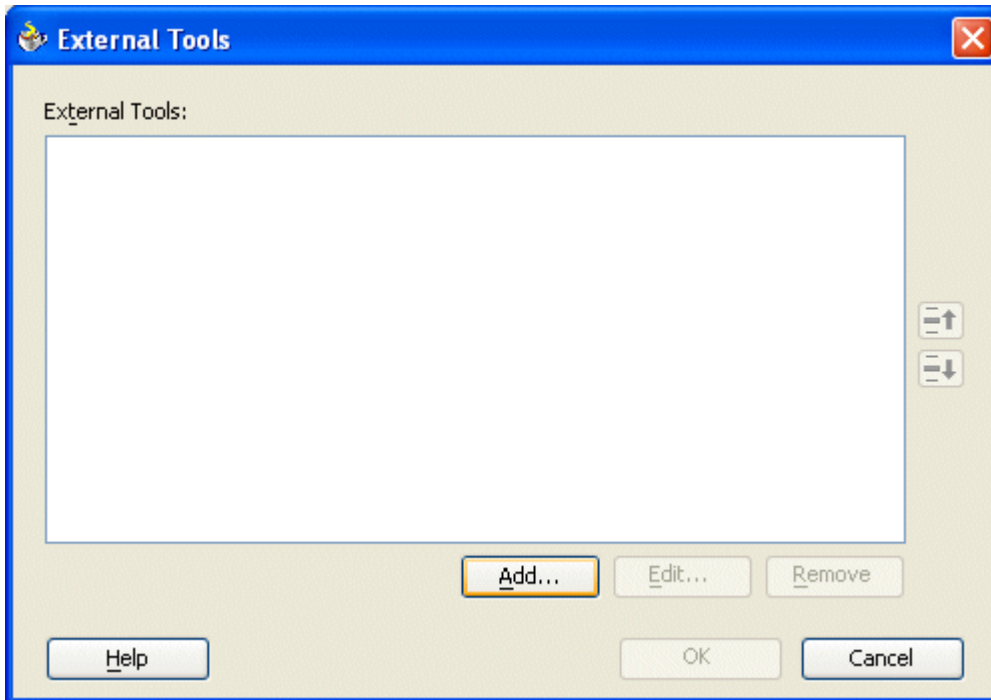 External Tools
External Tools:
Add...
Edit...
Remove
Help
OK
Cancel